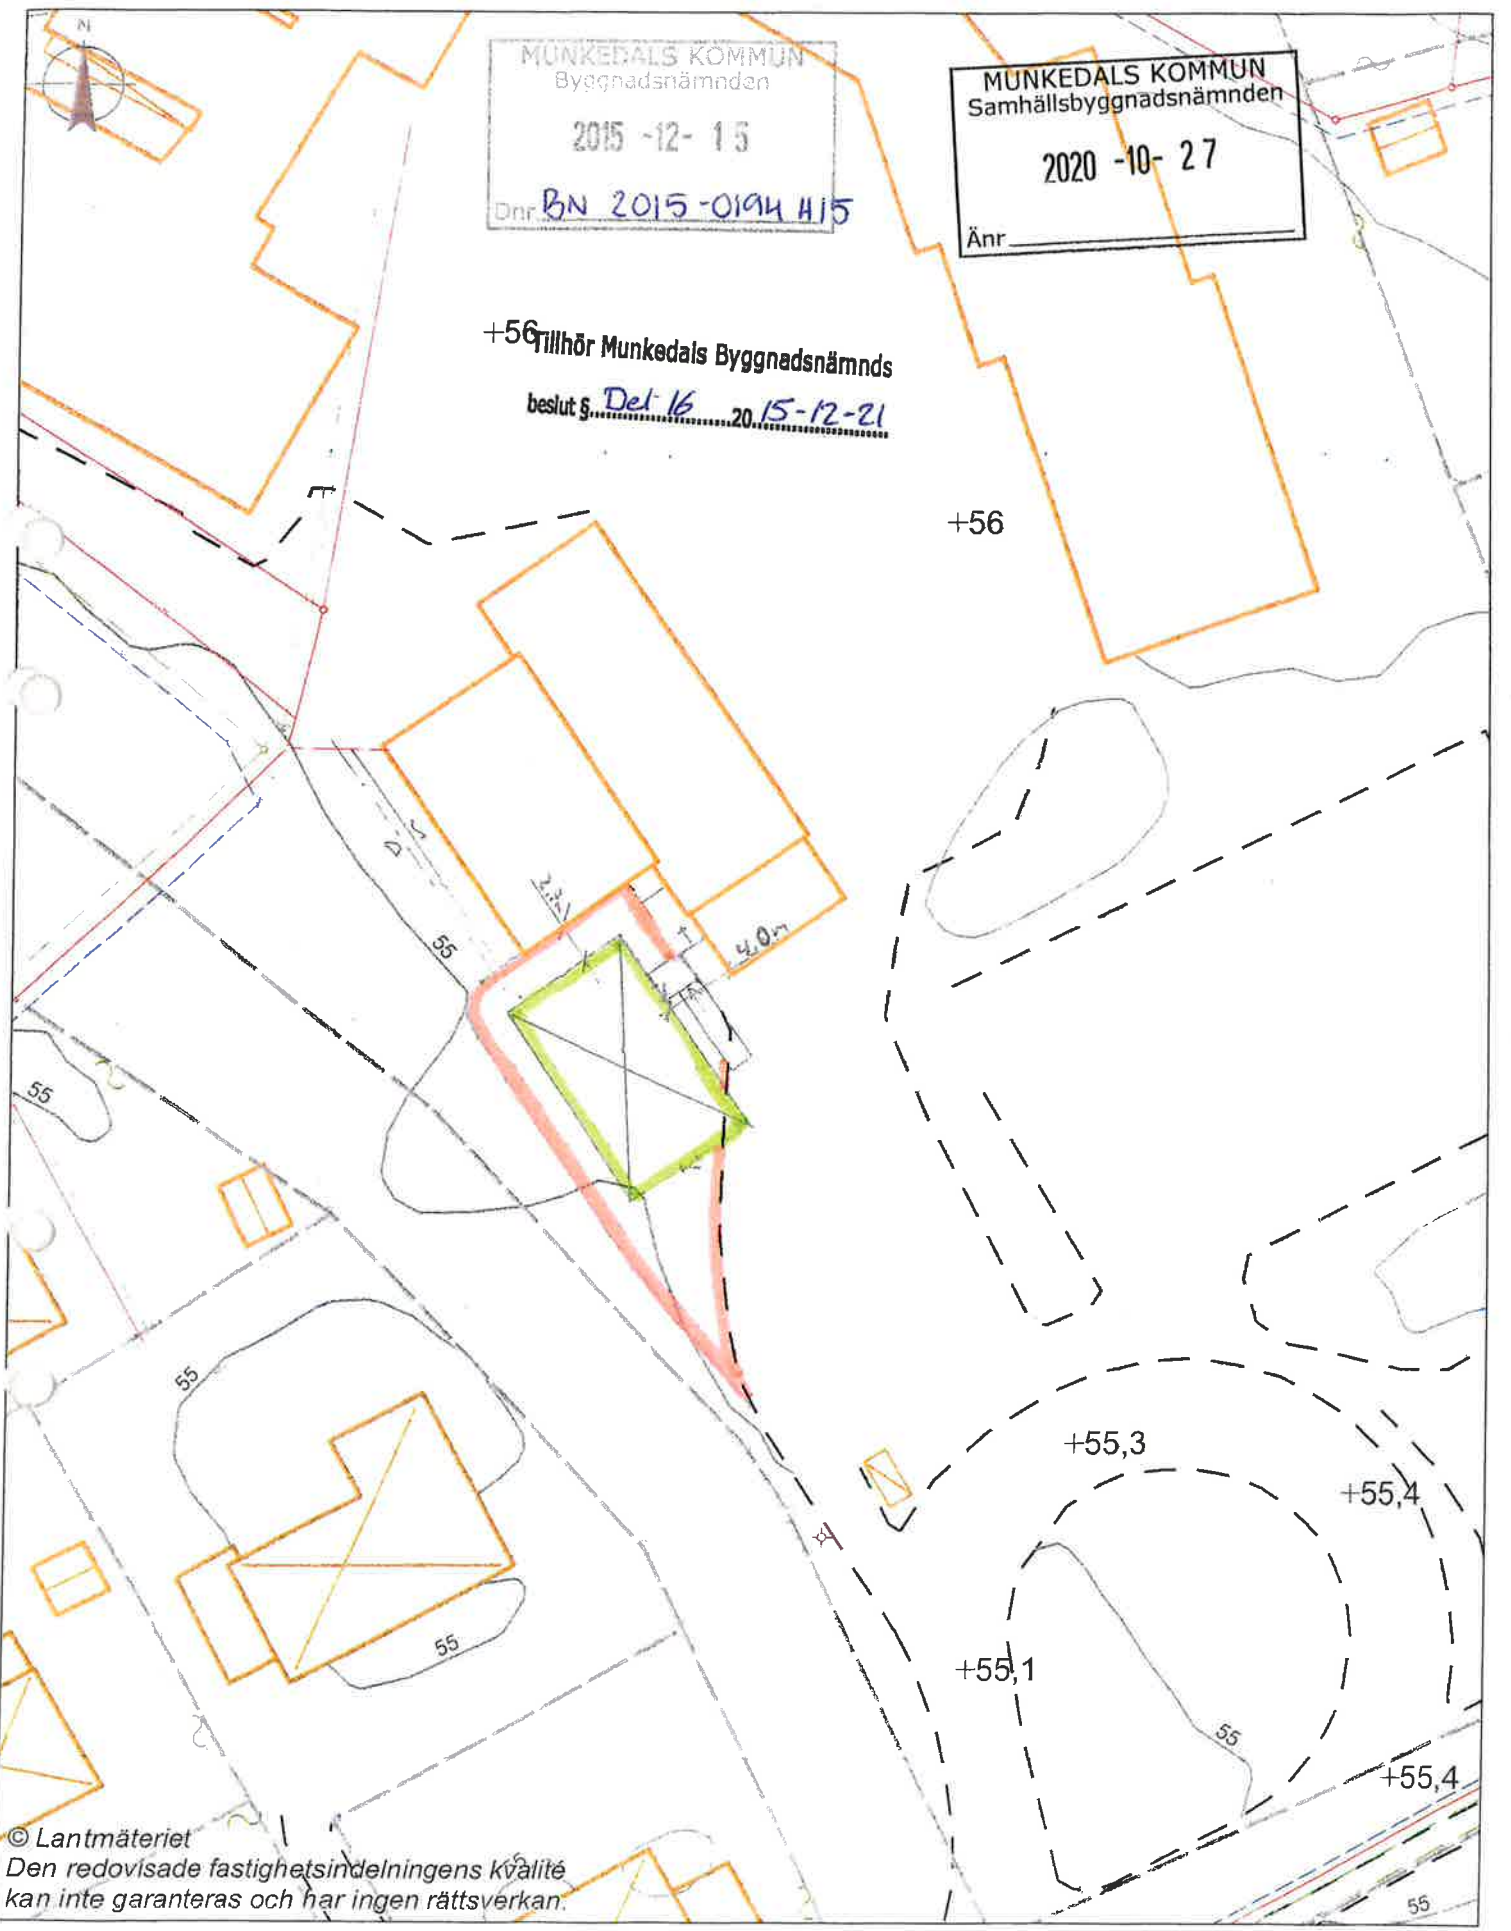 N
MUNKEDALS KOMMUN
Byggnadsnämnden
2015 -12- 15
Dnr BN 2015-0194 H15
MUNKEDALS KOMMUN
Samhällsbyggnadsnämnden
2020 -10- 27
Änr
+56
Tillhör Munkedals Byggnadsnämnds
beslut §. Del 16 20. 15-12-21
+56
4,0m
55
55
55
+55,3
+55,4
55
+55,1
55
+55,4
55
© Lantmäteriet
Den redovisade fastighetsindelningens kvalité
kan inte garanteras och har ingen rättsverkan.